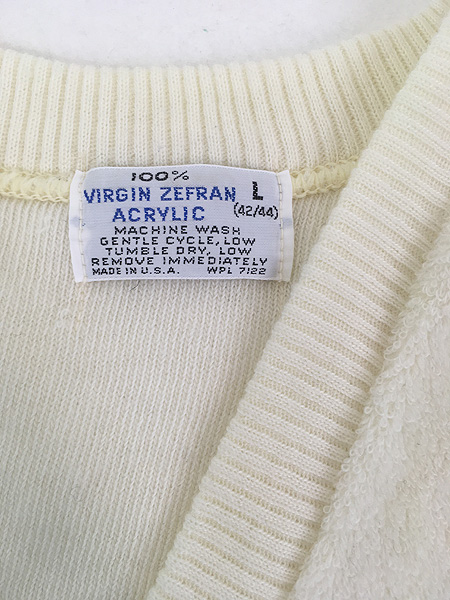 100%
VIRGIN ZEFRAN L
ACRYLIC (42/44)
MACHINE WASH
GENTLE CYCLE, LOW
TUMBLE DRY, LOW
REMOVE IMMEDIATELY
MADE IN U.S.A. WPL 7122